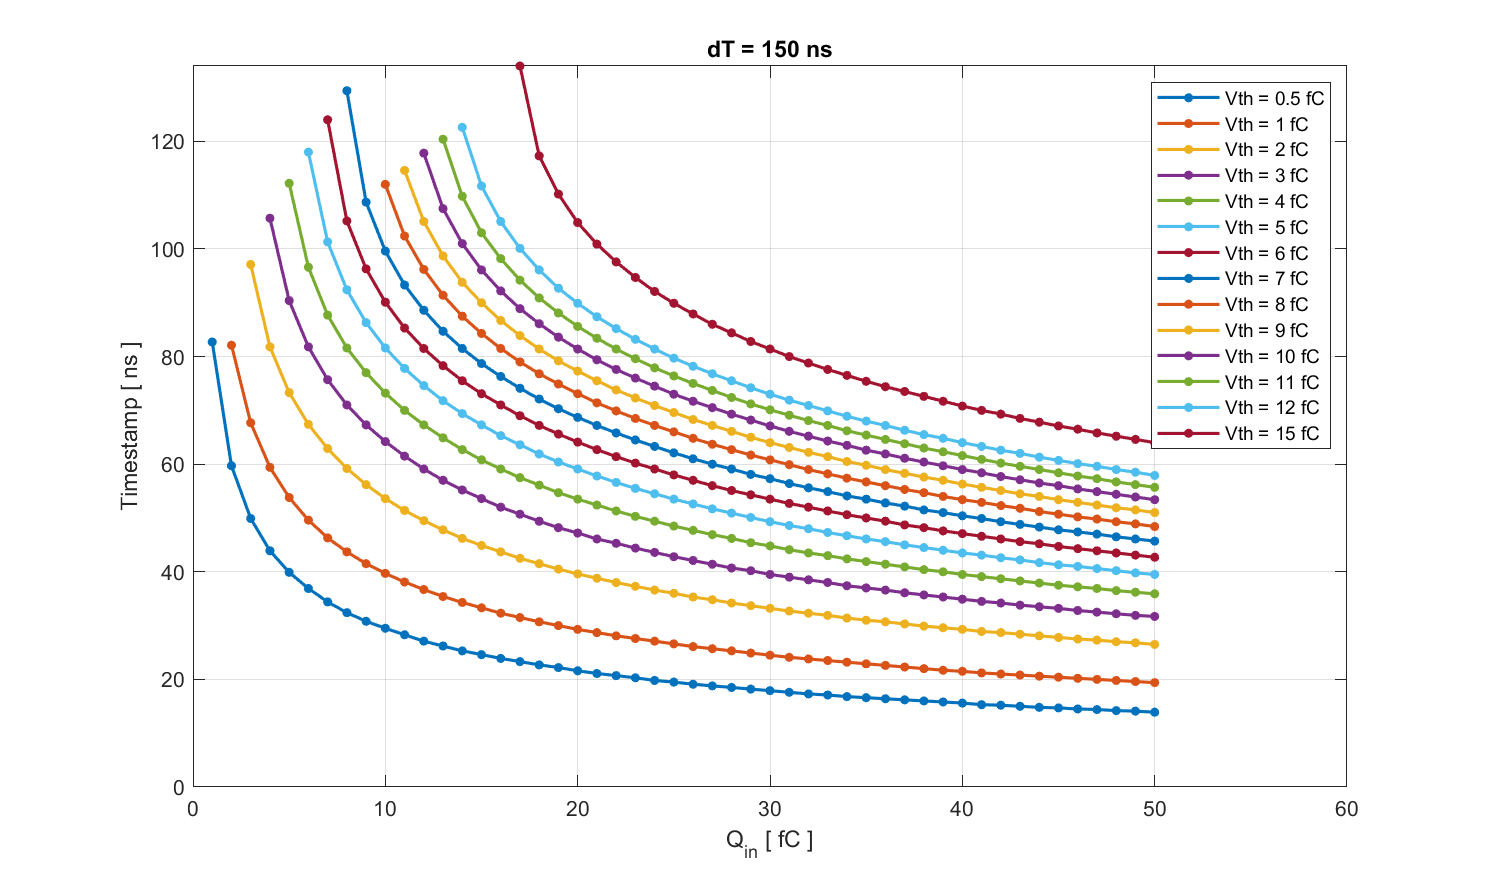 dT = 150 ns
Timestamp [ ns ]
120
100
80
60
40
20
0
0 10 20 30 40 50 60
Q_in [ fC ]
Vth = 0.5 fC
Vth = 1 fC
Vth = 2 fC
Vth = 3 fC
Vth = 4 fC
Vth = 5 fC
Vth = 6 fC
Vth = 7 fC
Vth = 8 fC
Vth = 9 fC
Vth = 10 fC
Vth = 11 fC
Vth = 12 fC
Vth = 15 fC